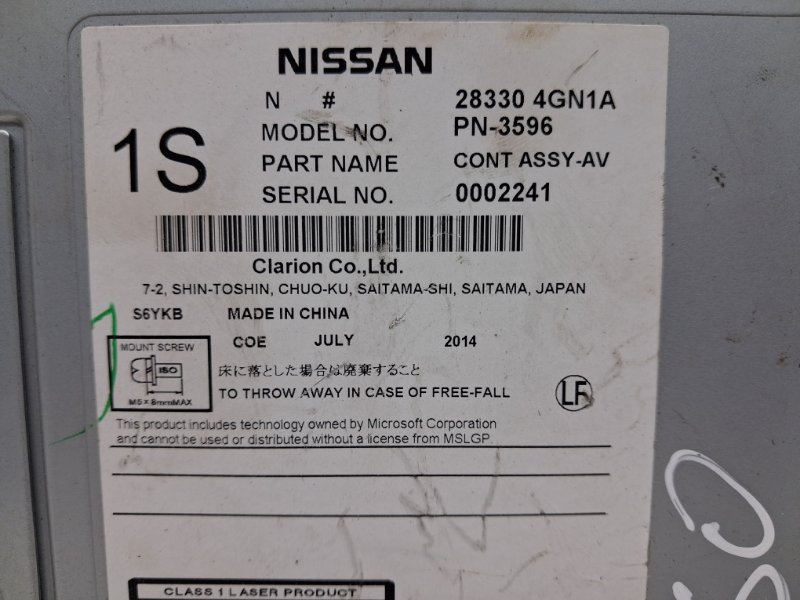 NISSAN
N # 28330 4GN1A
1S
MODEL NO. PN-3596
PART NAME CONT ASSY-AV
SERIAL NO. 0002241
Clarion Co.,Ltd.
7-2, SHIN-TOSHIN, CHUO-KU, SAITAMA-SHI, SAITAMA, JAPAN
S6YKB MADE IN CHINA
COE JULY 2014
MOUNT SCREW
ISO
M5×8mmMAX
床に落とした場合は廃棄すること
TO THROW AWAY IN CASE OF FREE-FALL
LF
This product includes technology owned by Microsoft Corporation
and cannot be used or distributed without a license from MSLGP.
CLASS 1 LASER PRODUCT